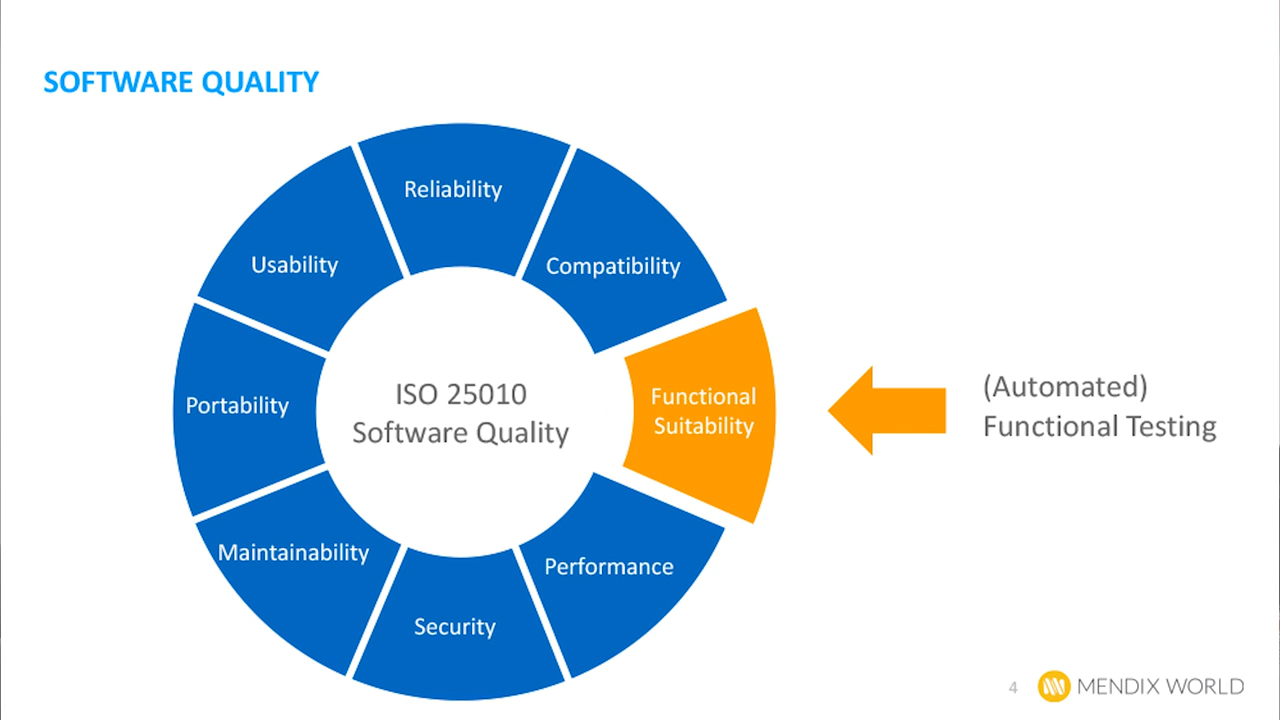 SOFTWARE QUALITY
Reliability
Usability
Compatibility
Portability
ISO 25010
Software Quality
Functional
Suitability
(Automated)
Functional Testing
Maintainability
Performance
Security
4
MENDIX WORLD